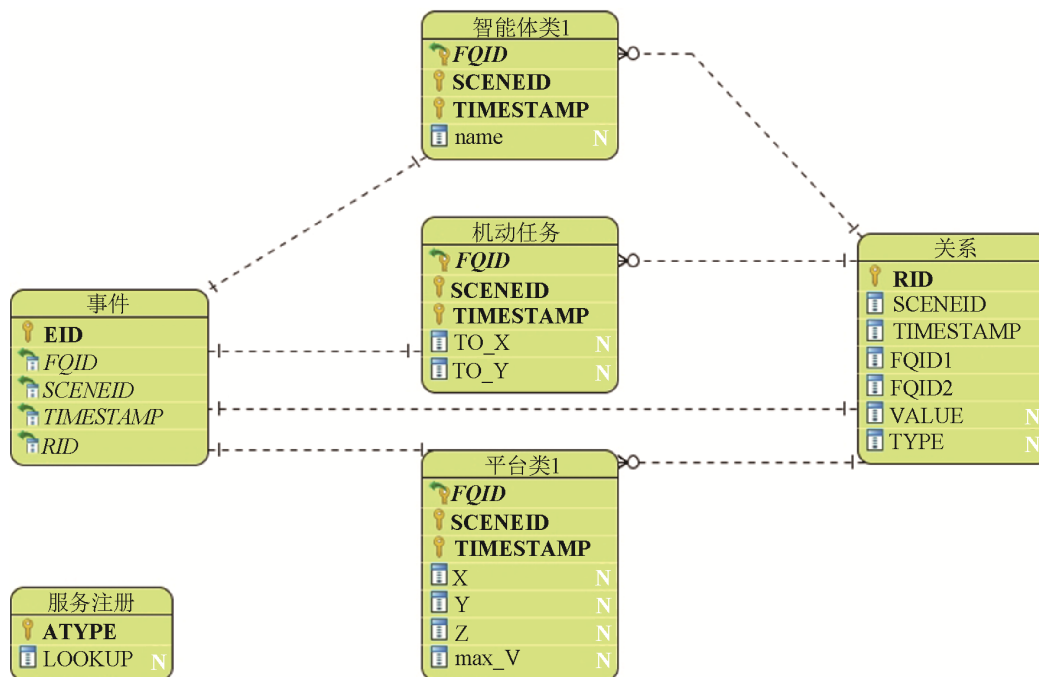 智能体类1
FQID
SCENEID
TIMESTAMP
name N
机动任务
FQID
SCENEID
TIMESTAMP
TO_X N
TO_Y N
关系
RID
SCENEID
TIMESTAMP
FQID1
FQID2
VALUE N
TYPE N
事件
EID
FQID
SCENEID
TIMESTAMP
RID
平台类1
FQID
SCENEID
TIMESTAMP
X N
Y N
Z N
max_V N
服务注册
ATYPE
LOOKUP N